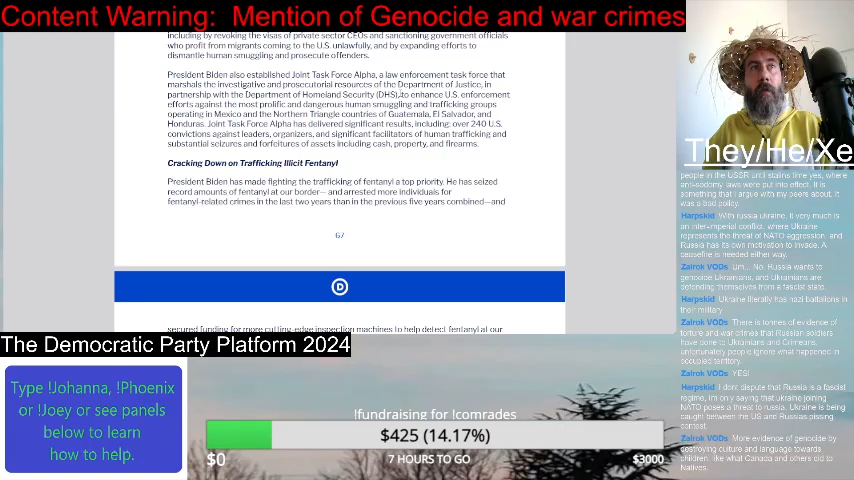 Content Warning:  Mention of Genocide and war crimes
including by revoking the visas of private sector CEOs and sanctioning government officials
who profit from migrants coming to the U.S. unlawfully, and by expanding efforts to
dismantle human smuggling and prosecute offenders.
President Biden also established Joint Task Force Alpha, a law enforcement task force that
marshals the investigative and prosecutorial resources of the Department of Justice, in
partnership with the Department of Homeland Security (DHS), to enhance U.S. enforcement
efforts against the most prolific and dangerous human smuggling and trafficking groups
operating in Mexico and the Northern Triangle countries of Guatemala, El Salvador, and
Honduras. Joint Task Force Alpha has delivered significant results, including: over 240 U.S.
convictions against leaders, organizers, and significant facilitators of human trafficking and
substantial seizures and forfeitures of assets including cash, property, and firearms.
Cracking Down on Trafficking Illicit Fentanyl
President Biden has made fighting the trafficking of fentanyl a top priority. He has seized
record amounts of fentanyl at our border— and arrested more individuals for
fentanyl-related crimes in the last two years than in the previous five years combined—and
67
D
secured funding for more cutting-edge inspection machines to help detect fentanyl at our
The Democratic Party Platform 2024
Type !Johanna, !Phoenix
or !Joey or see panels
below to learn
how to help.
!fundraising for !comrades
$425 (14.17%)
$0
7 HOURS TO GO
$3000
They/He/Xe
people in the USSR until stalins time yes, where
anti-sodomy laws were put into effect. It is
something that I argue with my peers about. It
was a bad policy.
Harpskid With russia ukraine, it very much is
an inter-imperial conflict, where Ukraine
represents the threat of NATO aggression, and
Russia has its own motivation to invade. A
ceasefire is needed either way.
Zairok VODs Um... No. Russia wants to
genocide Ukrainians, and Ukrainians are
defending themselves from a fascist state.
Harpskid Ukraine literally has nazi battalions in
their military
Zairok VODs There is tonnes of evidence of
torture and war crimes that Russian soldiers
have done to Ukrainians and Crimeans,
unfortunately people ignore what happened in
occupied territory.
Zairok VODs YES!
Harpskid I dont dispute that Russia is a fascist
regime, im only saying that ukraine joining
NATO poses a threat to russia. Ukraine is being
caught between the US and Russias pissing
contest.
Zairok VODs More evidence of genocide by
destroying culture and language towards
children, like what Canada and others did to
Natives.